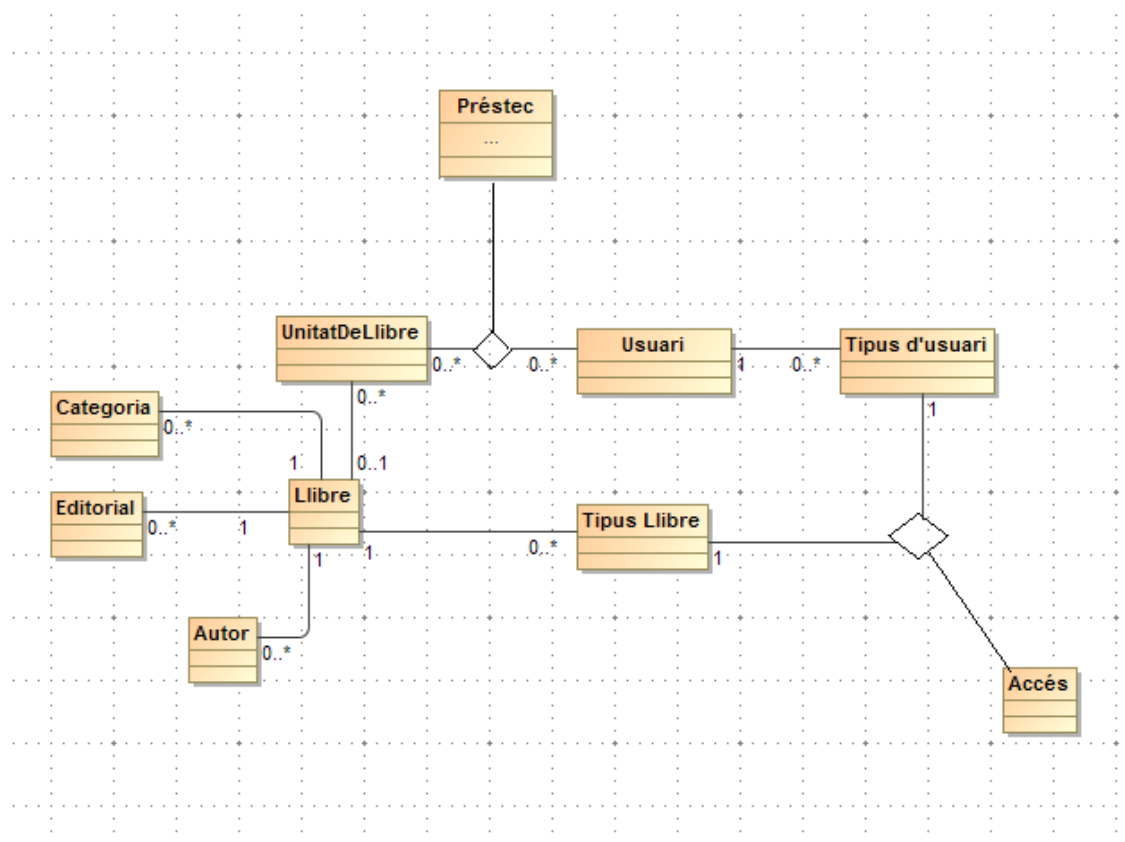 Préstec
...
UnitatDeLlibre
0..*
0..*
Usuari
1
0..*
Tipus d'usuari
1
0..*
Categoria
0..*
1
0..1
Llibre
Editorial
0..*
1
1
0..*
Tipus Llibre
1
1
Autor
0..*
Accés